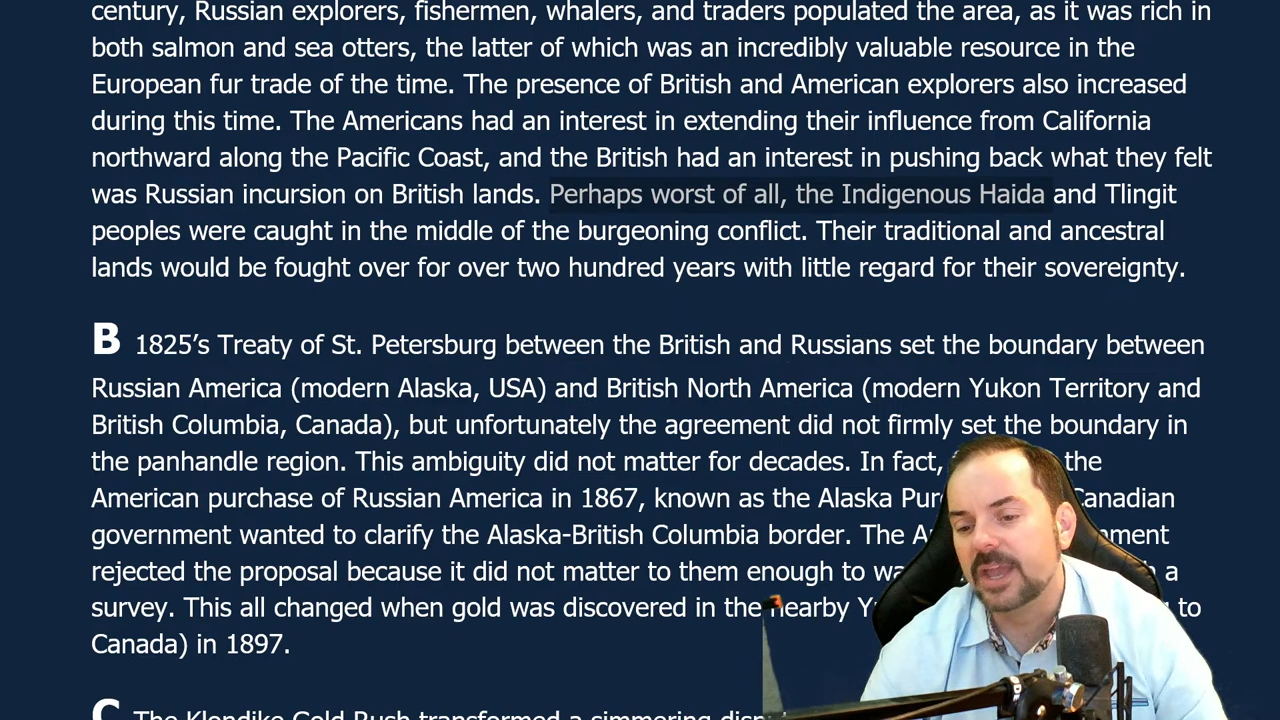 century, Russian explorers, fishermen, whalers, and traders populated the area, as it was rich in
both salmon and sea otters, the latter of which was an incredibly valuable resource in the
European fur trade of the time. The presence of British and American explorers also increased
during this time. The Americans had an interest in extending their influence from California
northward along the Pacific Coast, and the British had an interest in pushing back what they felt
was Russian incursion on British lands. Perhaps worst of all, the Indigenous Haida and Tlingit
peoples were caught in the middle of the burgeoning conflict. Their traditional and ancestral
lands would be fought over for over two hundred years with little regard for their sovereignty.
B 1825’s Treaty of St. Petersburg between the British and Russians set the boundary between
Russian America (modern Alaska, USA) and British North America (modern Yukon Territory and
British Columbia, Canada), but unfortunately the agreement did not firmly set the boundary in
the panhandle region. This ambiguity did not matter for decades. In fact, the
American purchase of Russian America in 1867, known as the Alaska Canadian
government wanted to clarify the Alaska-British Columbia border. The
rejected the proposal because it did not matter to them enough to a
survey. This all changed when gold was discovered in the nearby to
Canada) in 1897.
C The Klondike Gold Rush transformed a simmering